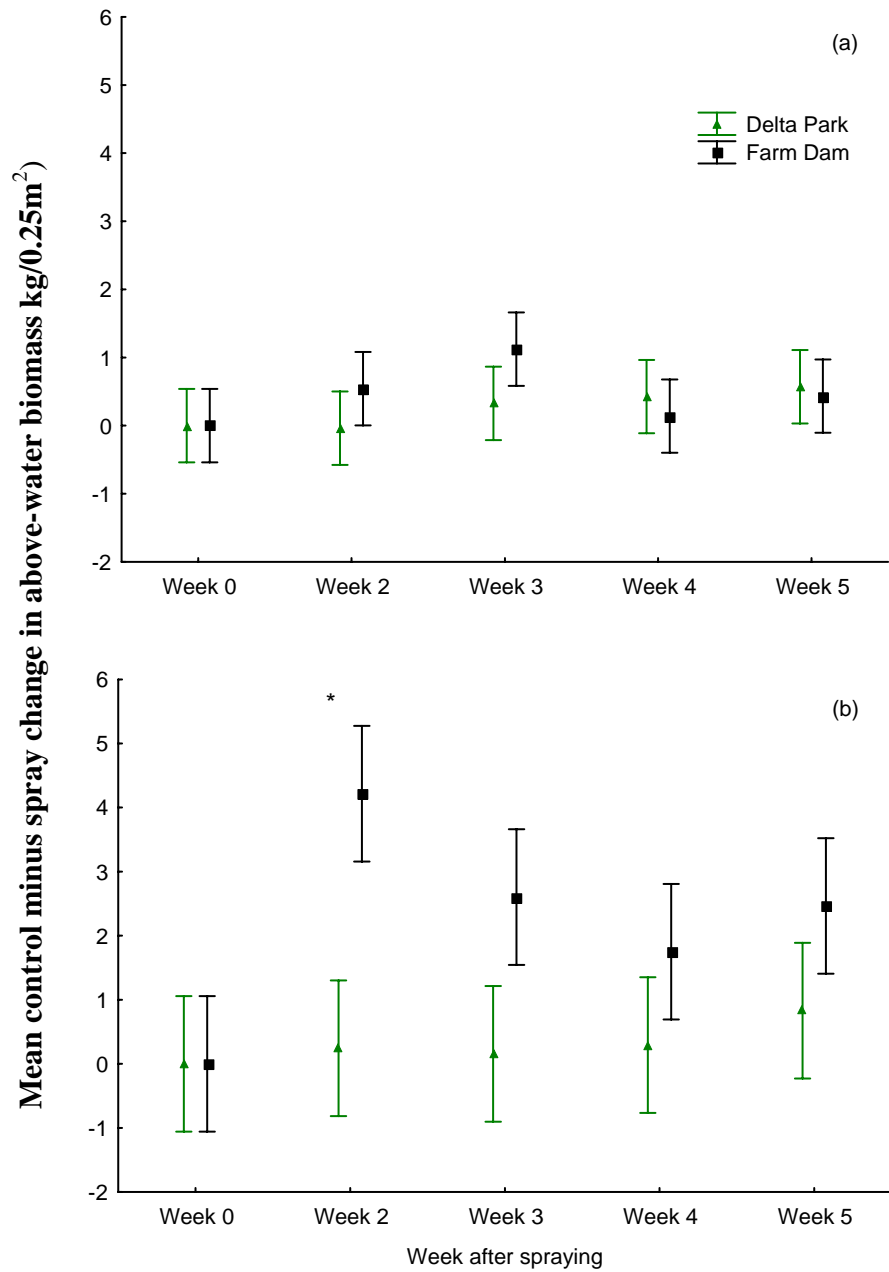 Mean control minus spray change in above-water biomass kg/0.25m²
6
(a)
5
Delta Park
Farm Dam
4
3
2
1
0
-1
-2
Week 0 Week 2 Week 3 Week 4 Week 5
6
*
(b)
5
4
3
2
1
0
-1
-2
Week 0 Week 2 Week 3 Week 4 Week 5
Week after spraying